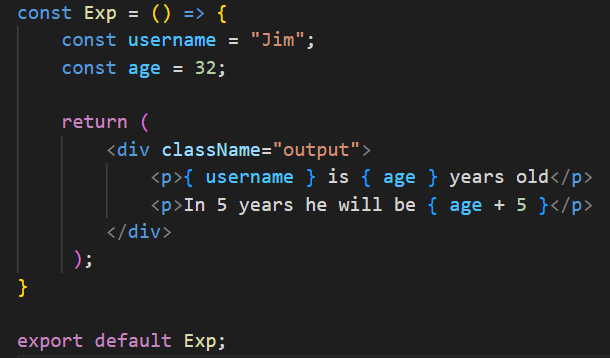 const Exp = () => {
    const username = "Jim";
    const age = 32;

    return (
        <div className="output">
            <p>{ username } is { age } years old</p>
            <p>In 5 years he will be { age + 5 }</p>
        </div>
     );
}

export default Exp;